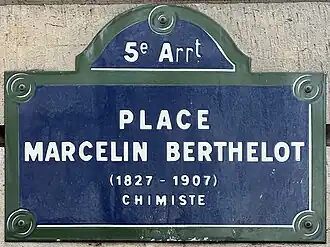 5e Arrt
PLACE
MARCELIN BERTHELOT
(1827 - 1907)
CHIMISTE